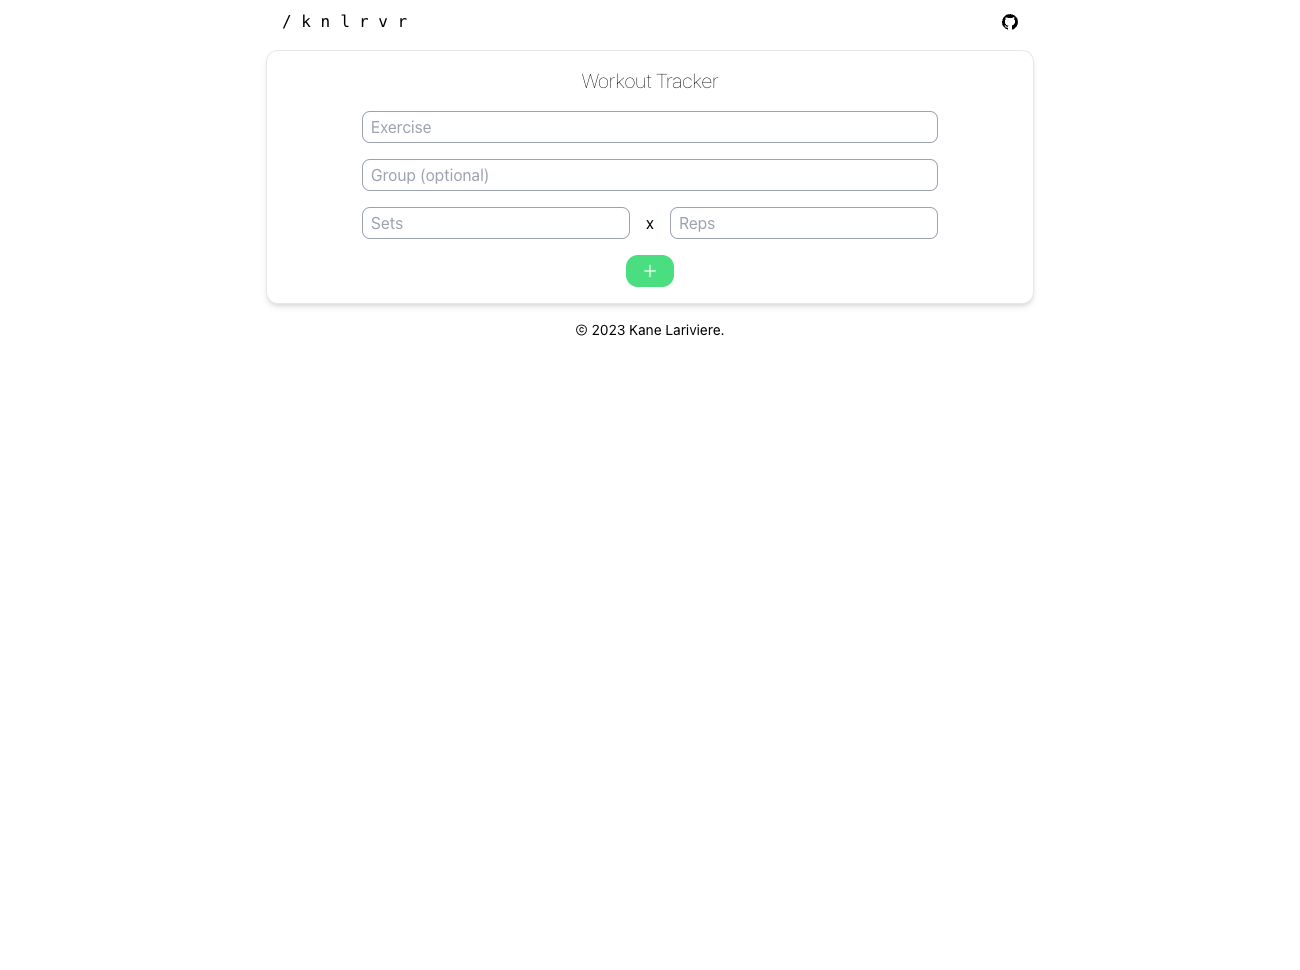 / k n l r v r
Workout Tracker
Exercise
Group (optional)
Sets x Reps
+
© 2023 Kane Lariviere.